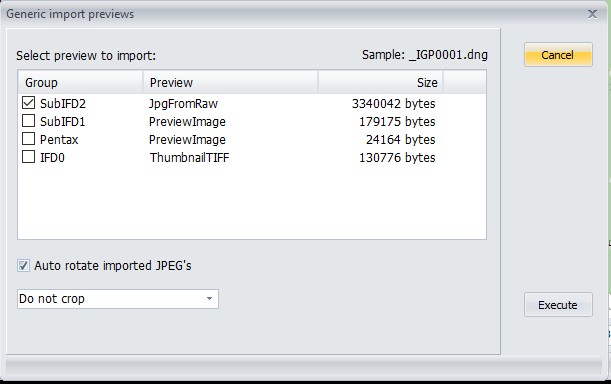 Generic import previews
Select preview to import: Sample: _IGP0001.dng
Cancel
Group Preview Size
SubIFD2 JpgFromRaw 3340042 bytes
SubIFD1 PreviewImage 179175 bytes
Pentax PreviewImage 24164 bytes
IFD0 ThumbnailTIFF 130776 bytes
Auto rotate imported JPEG's
Do not crop
Execute